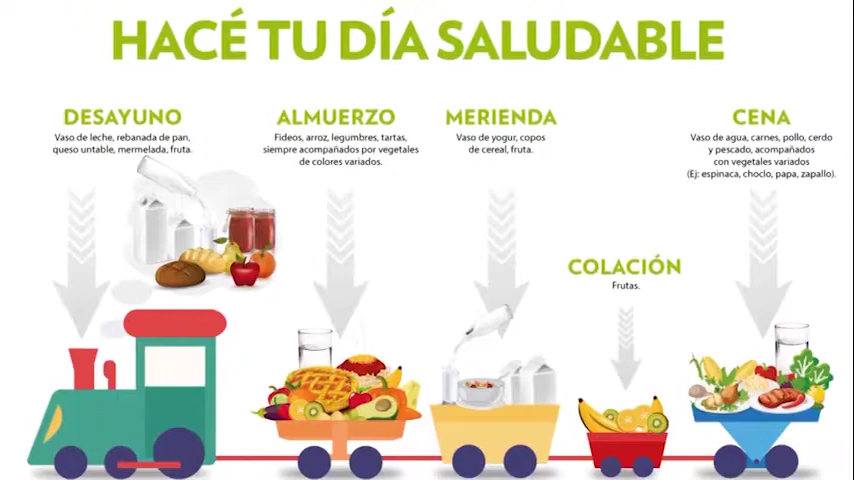 HACÉ TU DÍA SALUDABLE
DESAYUNO
Vaso de leche, rebanada de pan,
queso untable, mermelada, fruta.
ALMUERZO
Fideos, arroz, legumbres, tartas,
siempre acompañados por vegetales
de colores variados.
MERIENDA
Vaso de yogur, copos
de cereal, fruta.
COLACIÓN
Frutas.
CENA
Vaso de agua, carnes, pollo, cerdo
y pescado, acompañados
con vegetales variados
(Ej: espinaca, choclo, papa, zapallo).